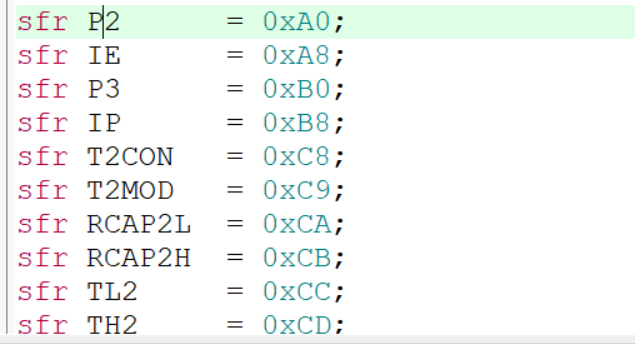 sfr P2      = 0xA0;
sfr IE      = 0xA8;
sfr P3      = 0xB0;
sfr IP      = 0xB8;
sfr T2CON   = 0xC8;
sfr T2MOD   = 0xC9;
sfr RCAP2L  = 0xCA;
sfr RCAP2H  = 0xCB;
sfr TL2     = 0xCC;
sfr TH2     = 0xCD;